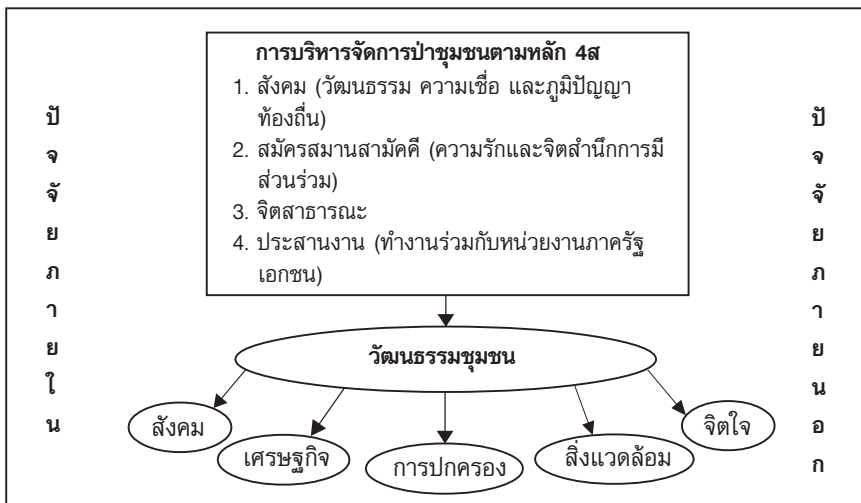 การบริหารจัดการป่าชุมชนตามหลัก 4ส
1. สังคม (วัฒนธรรม ความเชื่อ และภูมิปัญญา
ท้องถิ่น)
2. สมัครสมานสามัคคี (ความรักและจิตสำนึกการมี
ส่วนร่วม)
3. จิตสาธารณะ
4. ประสานงาน (ทำงานร่วมกับหน่วยงานภาครัฐ
เอกชน)
ปัจจัยภายใน
ปัจจัยภายนอก
วัฒนธรรมชุมชน
สังคม
เศรษฐกิจ
การปกครอง
สิ่งแวดล้อม
จิตใจ